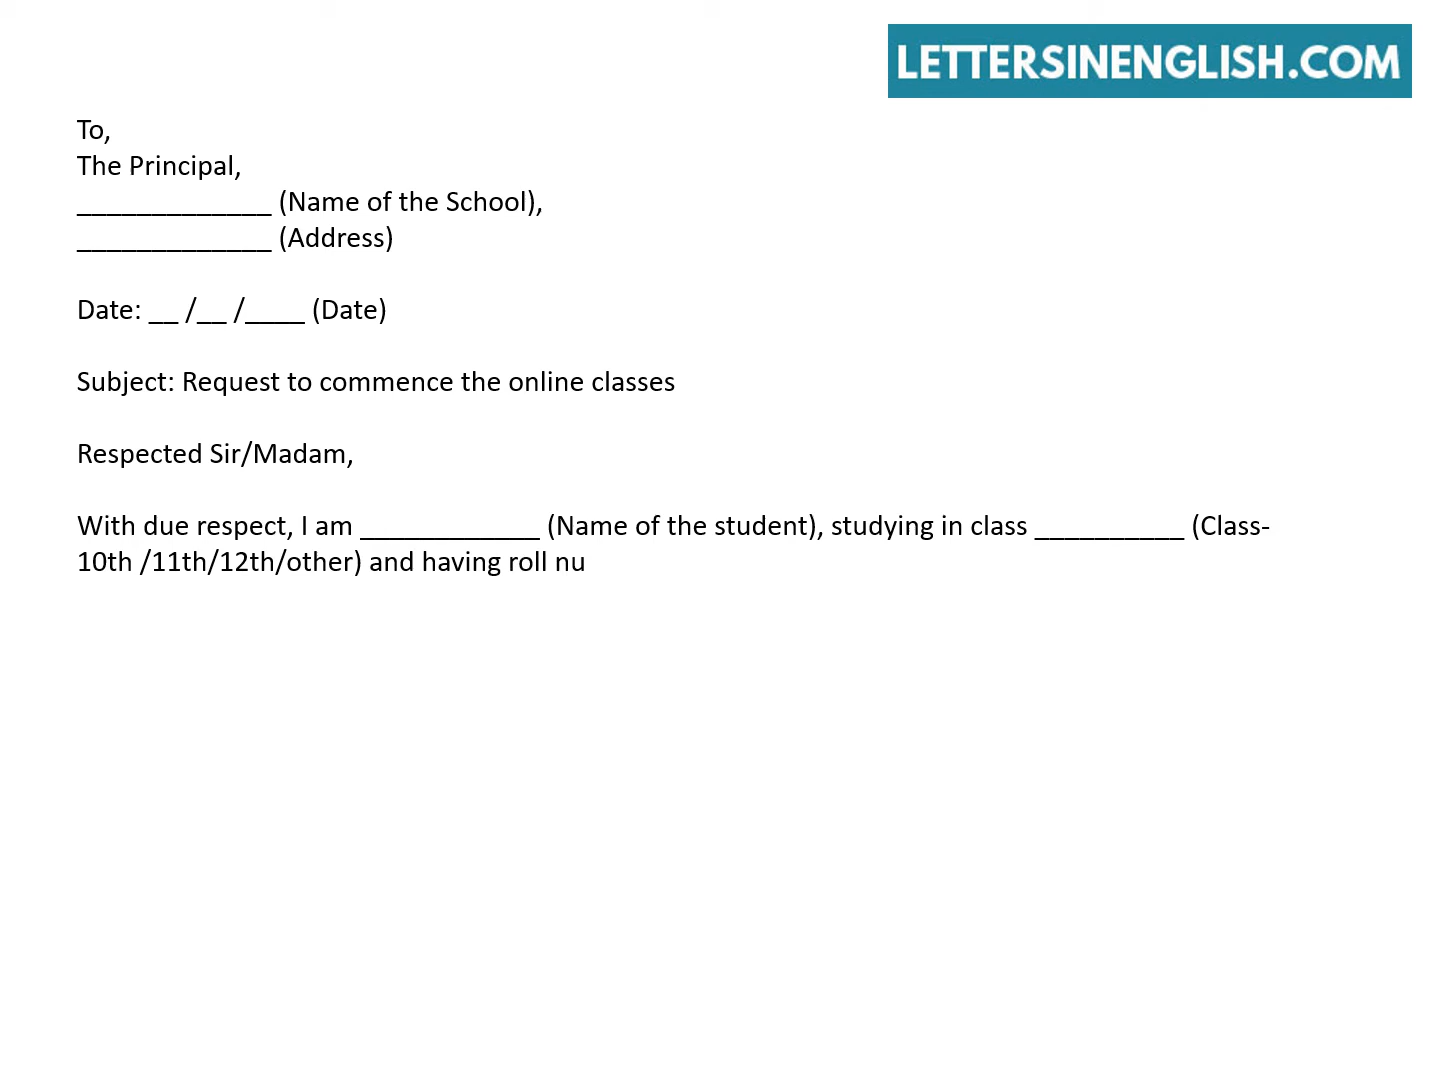 LETTERSINENGLISH.COM
To,
The Principal,
_____________ (Name of the School),
_____________ (Address)
Date: __ /__ /____ (Date)
Subject: Request to commence the online classes
Respected Sir/Madam,
With due respect, I am ____________ (Name of the student), studying in class __________ (Class-
10th /11th/12th/other) and having roll nu